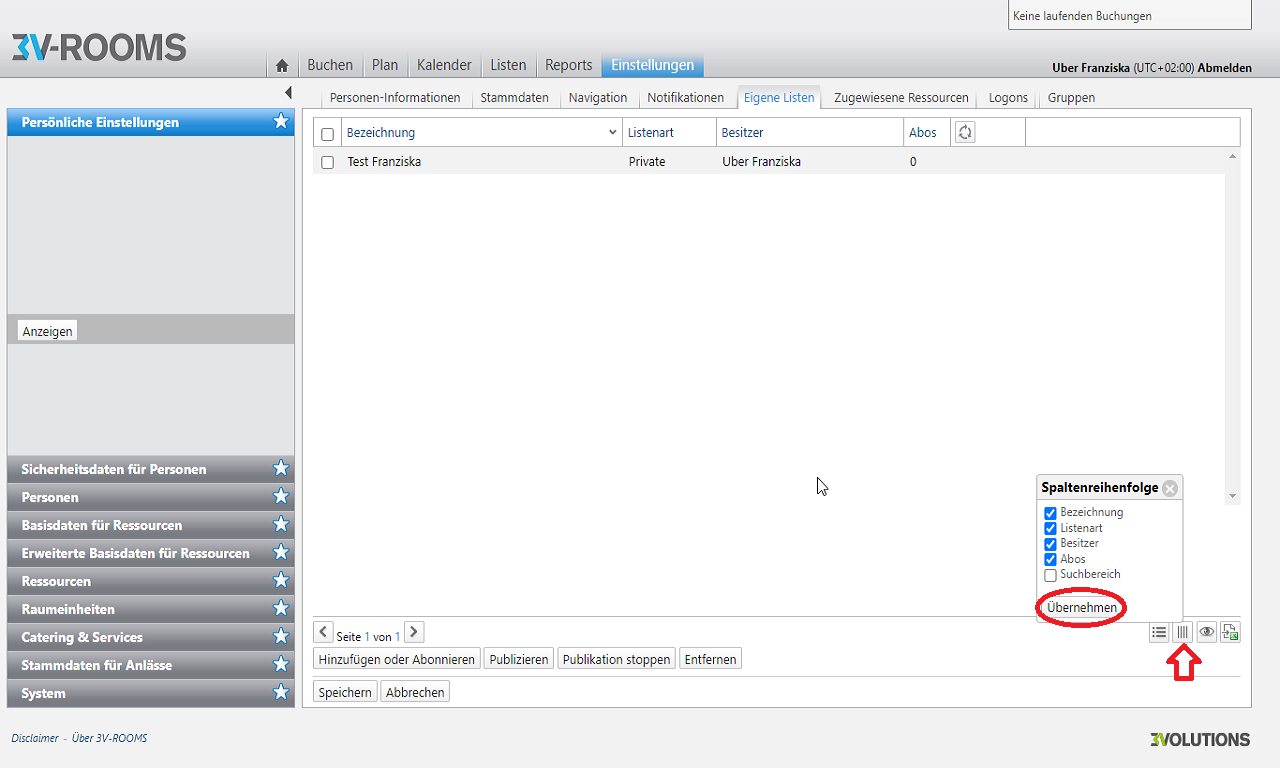 Keine laufenden Buchungen
3V-ROOMS
Buchen Plan Kalender Listen Reports Einstellungen
Uber Franziska (UTC+02:00) Abmelden
Personen-Informationen Stammdaten Navigation Notifikationen Eigene Listen Zugewiesene Ressourcen Logons Gruppen
Persönliche Einstellungen
Bezeichnung Listenart Besitzer Abos
Test Franziska Private Uber Franziska 0
Anzeigen
Sicherheitsdaten für Personen
Personen
Basisdaten für Ressourcen
Erweiterte Basisdaten für Ressourcen
Ressourcen
Raumeinheiten
Catering & Services
Stammdaten für Anlässe
System
Spaltenreihenfolge
Bezeichnung
Listenart
Besitzer
Abos
Suchbereich
Übernehmen
Seite 1 von 1
Hinzufügen oder Abonnieren Publizieren Publikation stoppen Entfernen
Speichern Abbrechen
Disclaimer - Über 3V-ROOMS
3VOLUTIONS